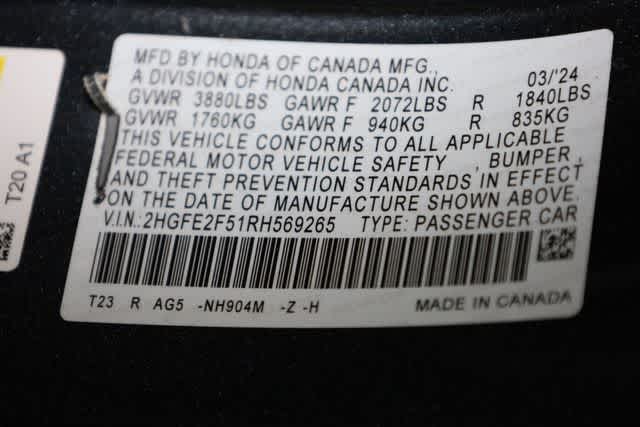 MFD BY HONDA OF CANADA MFG.,
A DIVISION OF HONDA CANADA INC. 03/'24
GVWR 3880LBS GAWR F 2072LBS R 1840LBS
GVWR 1760KG GAWR F 940KG R 835KG
THIS VEHICLE CONFORMS TO ALL APPLICABLE
FEDERAL MOTOR VEHICLE SAFETY , BUMPER,
AND THEFT PREVENTION STANDARDS IN EFFECT
ON THE DATE OF MANUFACTURE SHOWN ABOVE.
V.I.N.:2HGFE2F51RH569265 TYPE: PASSENGER CAR
T23 R AG5 -NH904M -Z -H MADE IN CANADA
T20 A1